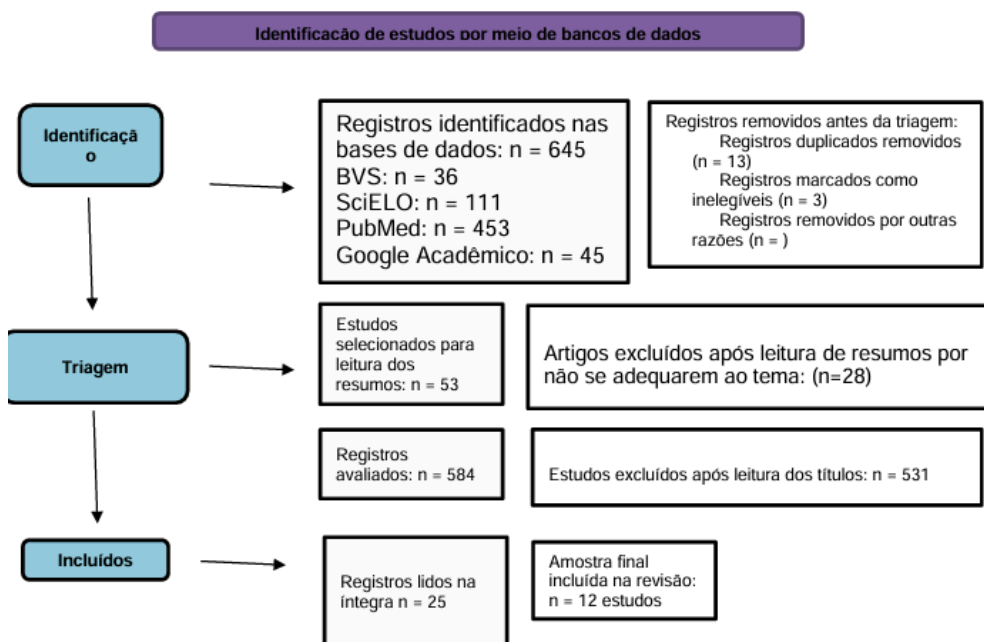 Identificação de estudos por meio de bancos de dados
Identificaçã
o
Registros identificados nas
bases de dados: n = 645
BVS: n = 36
SciELO: n = 111
PubMed: n = 453
Google Acadêmico: n = 45
Registros removidos antes da triagem:
Registros duplicados removidos
(n = 13)
Registros marcados como
inelegíveis (n = 3)
Registros removidos por outras
razões (n = )
Triagem
Estudos
selecionados para
leitura dos
resumos: n = 53
Artigos excluídos após leitura de resumos por
não se adequarem ao tema: (n=28)
Registros
avaliados: n = 584
Estudos excluídos após leitura dos títulos: n = 531
Incluídos
Registros lidos na
íntegra n = 25
Amostra final
incluída na revisão:
n = 12 estudos